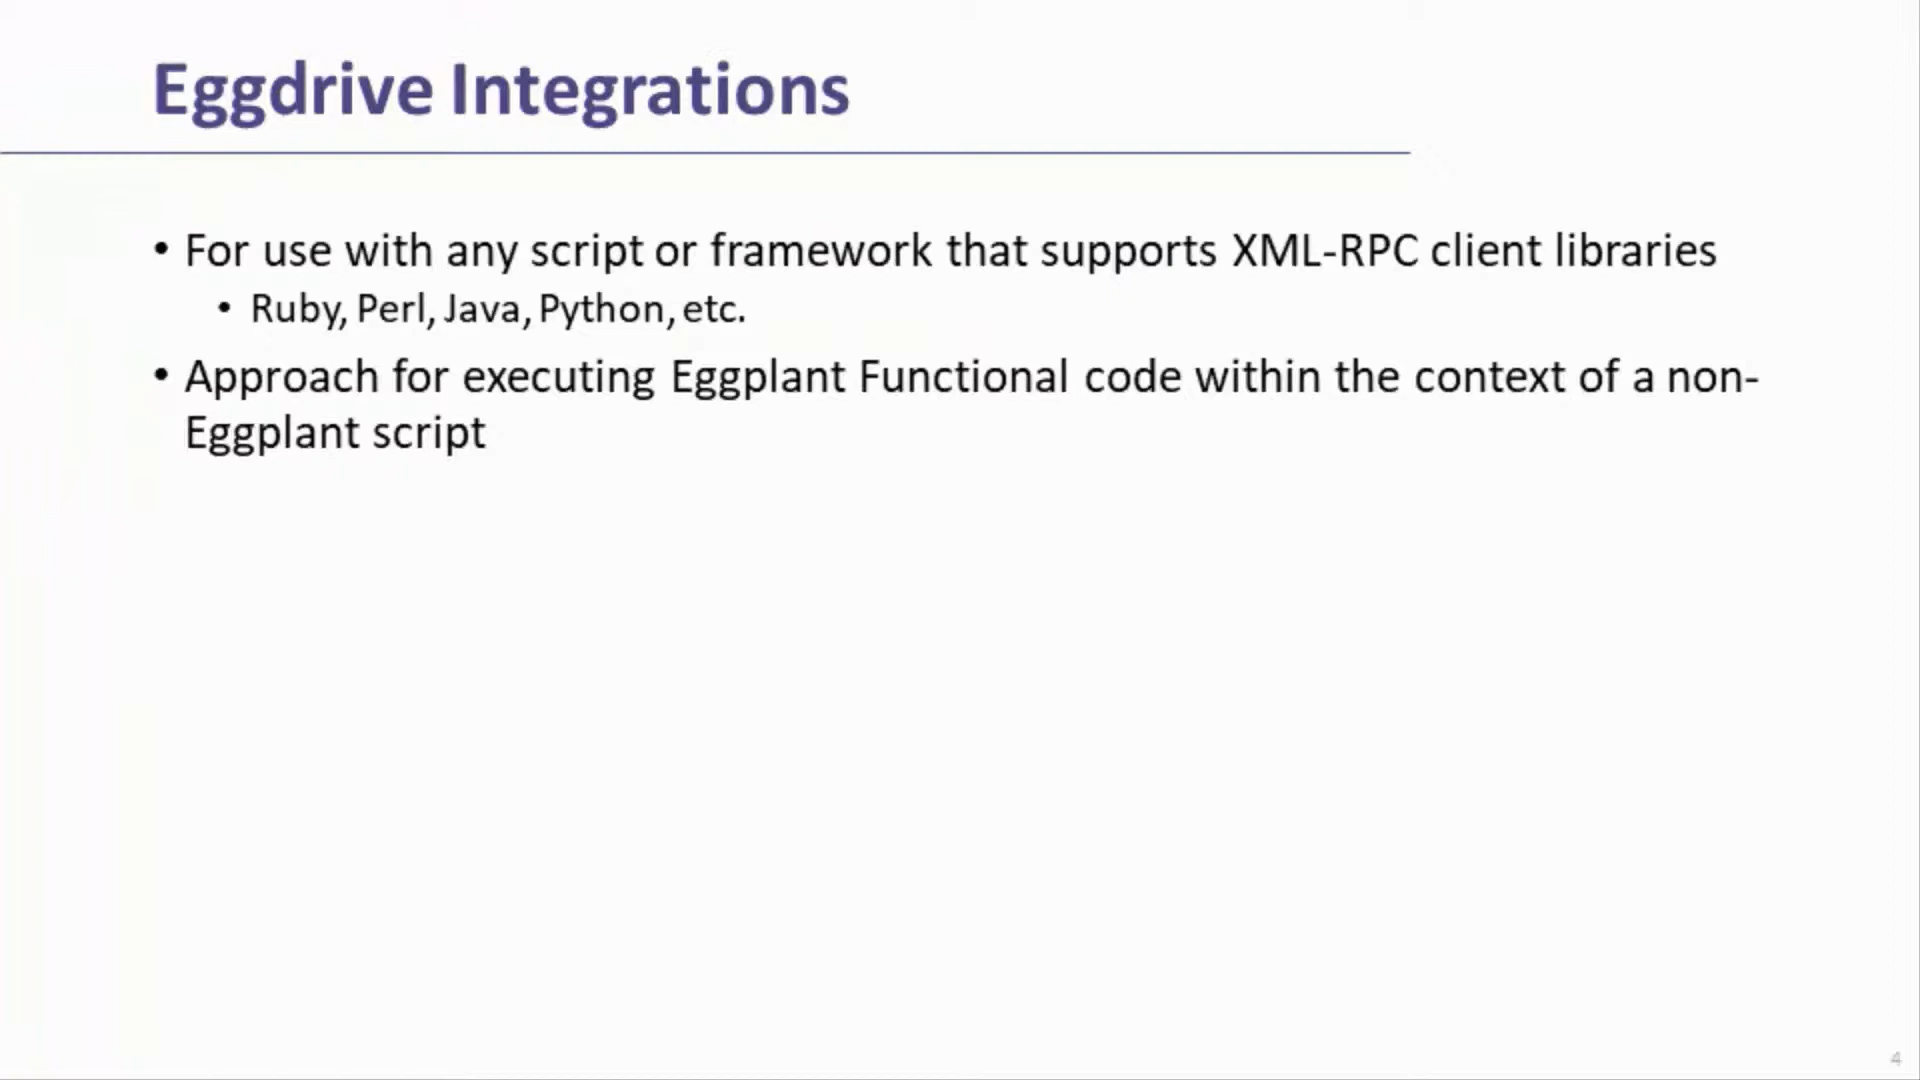 Eggdrive Integrations
• For use with any script or framework that supports XML-RPC client libraries
• Ruby, Perl, Java, Python, etc.
• Approach for executing Eggplant Functional code within the context of a non-
Eggplant script
4